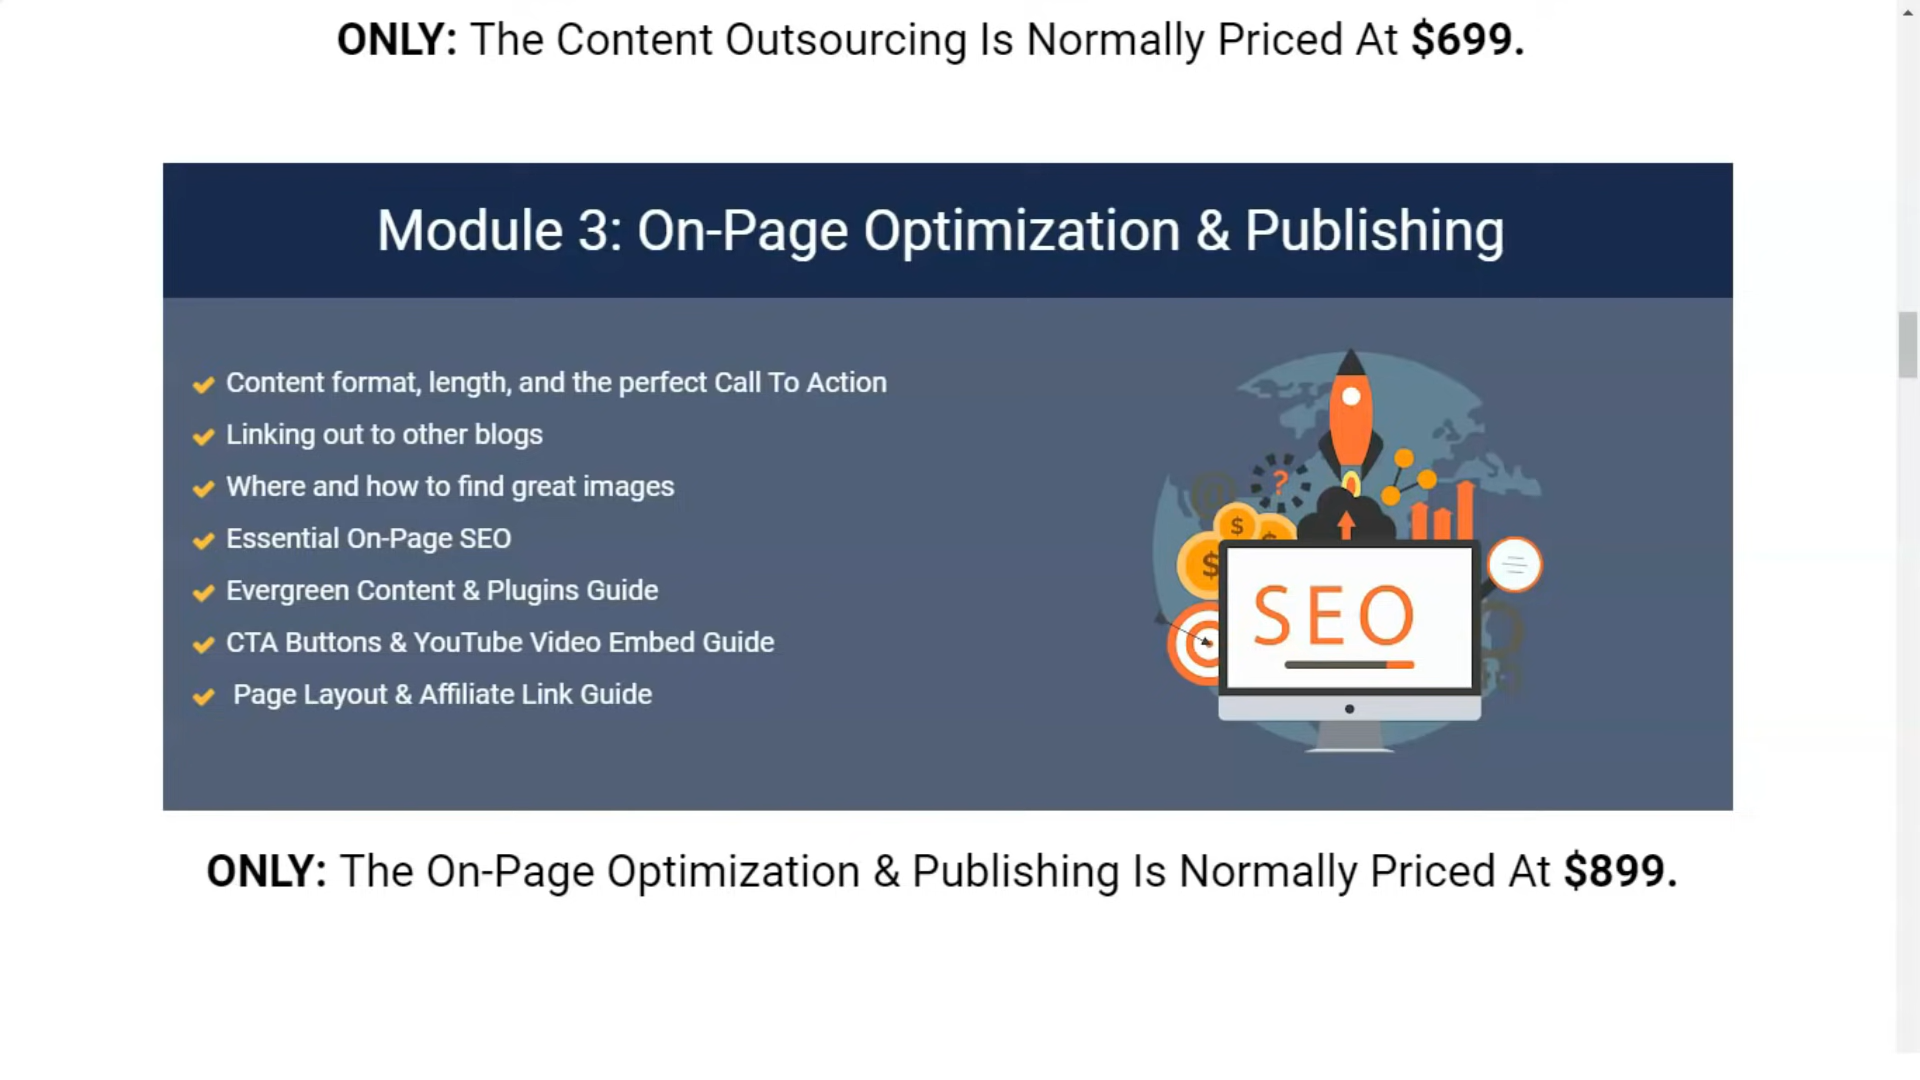 ONLY: The Content Outsourcing Is Normally Priced At $699.
Module 3: On-Page Optimization & Publishing
Content format, length, and the perfect Call To Action
Linking out to other blogs
Where and how to find great images
Essential On-Page SEO
Evergreen Content & Plugins Guide
CTA Buttons & YouTube Video Embed Guide
Page Layout & Affiliate Link Guide
@
?
$
$
$
SEO
ONLY: The On-Page Optimization & Publishing Is Normally Priced At $899.